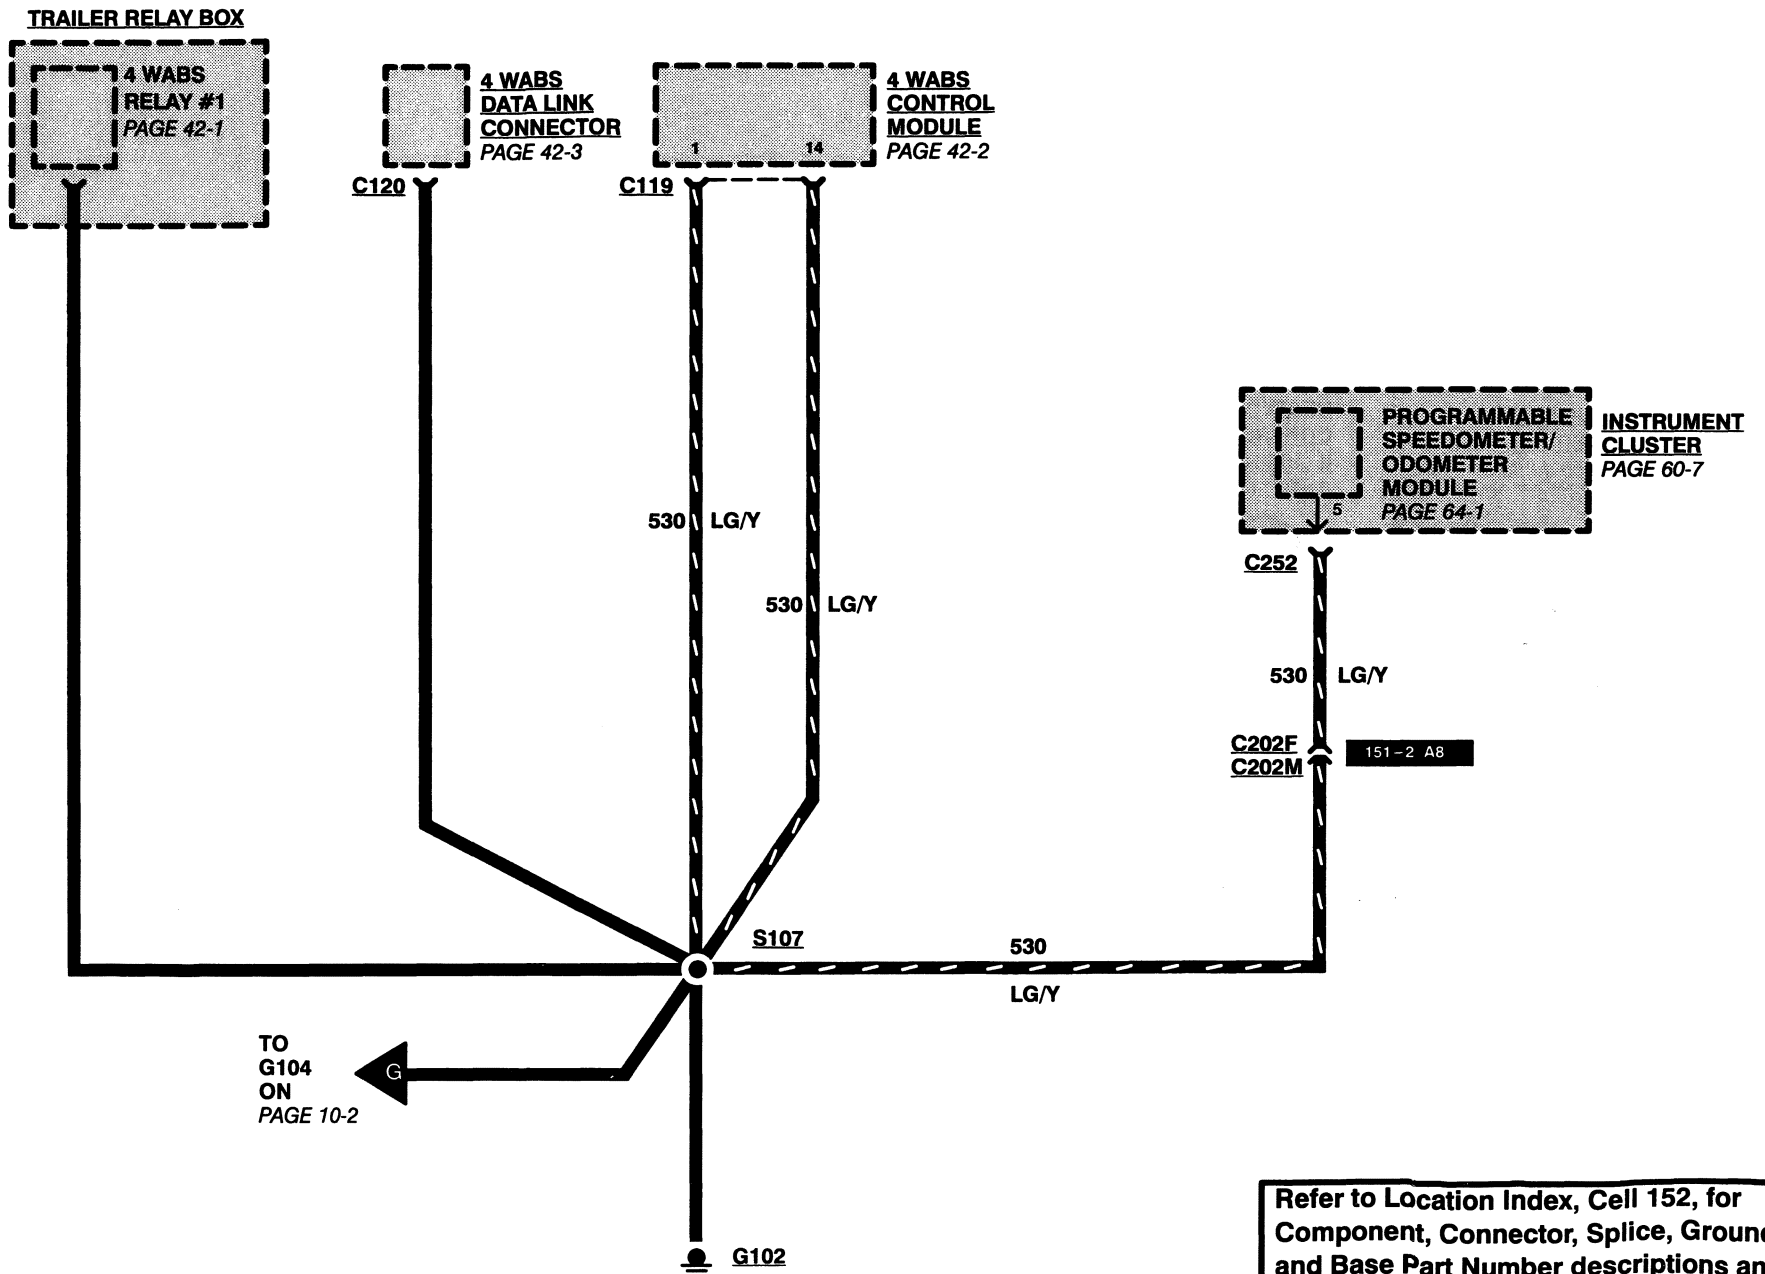 TRAILER RELAY BOX
4 WABS
RELAY #1
PAGE 42-1
4 WABS
DATA LINK
CONNECTOR
PAGE 42-3
C120
4 WABS
CONTROL
MODULE
PAGE 42-2
1
14
C119
530 LG/Y
530 LG/Y
PROGRAMMABLE
SPEEDOMETER/
ODOMETER
MODULE
PAGE 64-1
5
INSTRUMENT
CLUSTER
PAGE 60-7
C252
530 LG/Y
C202F
C202M
151-2 A8
S107
530
LG/Y
TO
G104
ON
PAGE 10-2
G
G102
Refer to Location Index, Cell 152, for
Component, Connector, Splice, Ground
and Base Part Number descriptions an